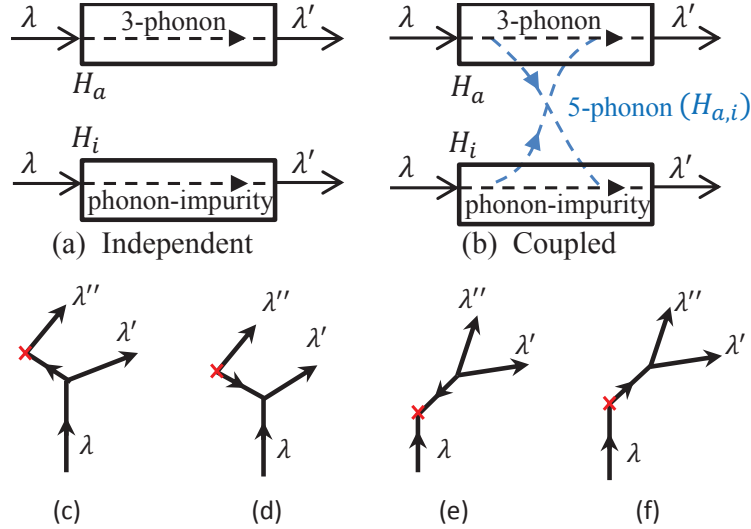 λ 3-phonon λ′
H_a
H_i
λ λ′
phonon-impurity
(a) Independent
λ 3-phonon λ′
H_a
5-phonon (H_{a,i})
H_i
λ λ′
phonon-impurity
(b) Coupled
λ′′
λ′
λ
(c)
λ′′
λ′
λ
(d)
λ′′
λ′
λ
(e)
λ′′
λ′
λ
(f)